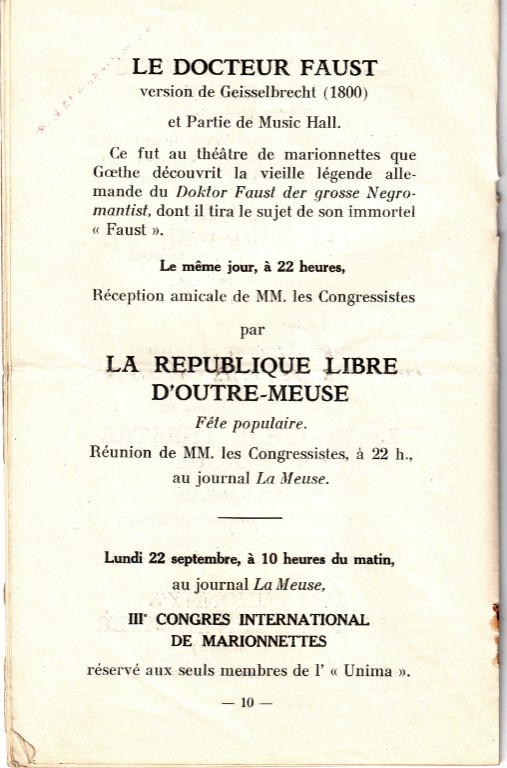 LE DOCTEUR FAUST
version de Geisselbrecht (1800)
et Partie de Music Hall.
Ce fut au théâtre de marionnettes que
Gœthe découvrit la vieille légende alle-
mande du Doktor Faust der grosse Negro-
mantist, dont il tira le sujet de son immortel
« Faust ».
Le même jour, à 22 heures,
Réception amicale de MM. les Congressistes
par
LA REPUBLIQUE LIBRE
D'OUTRE-MEUSE
Fête populaire.
Réunion de MM. les Congressistes, à 22 h.,
au journal La Meuse.
Lundi 22 septembre, à 10 heures du matin,
au journal La Meuse,
IIIe CONGRES INTERNATIONAL
DE MARIONNETTES
réservé aux seuls membres de l' « Unima ».
— 10 —